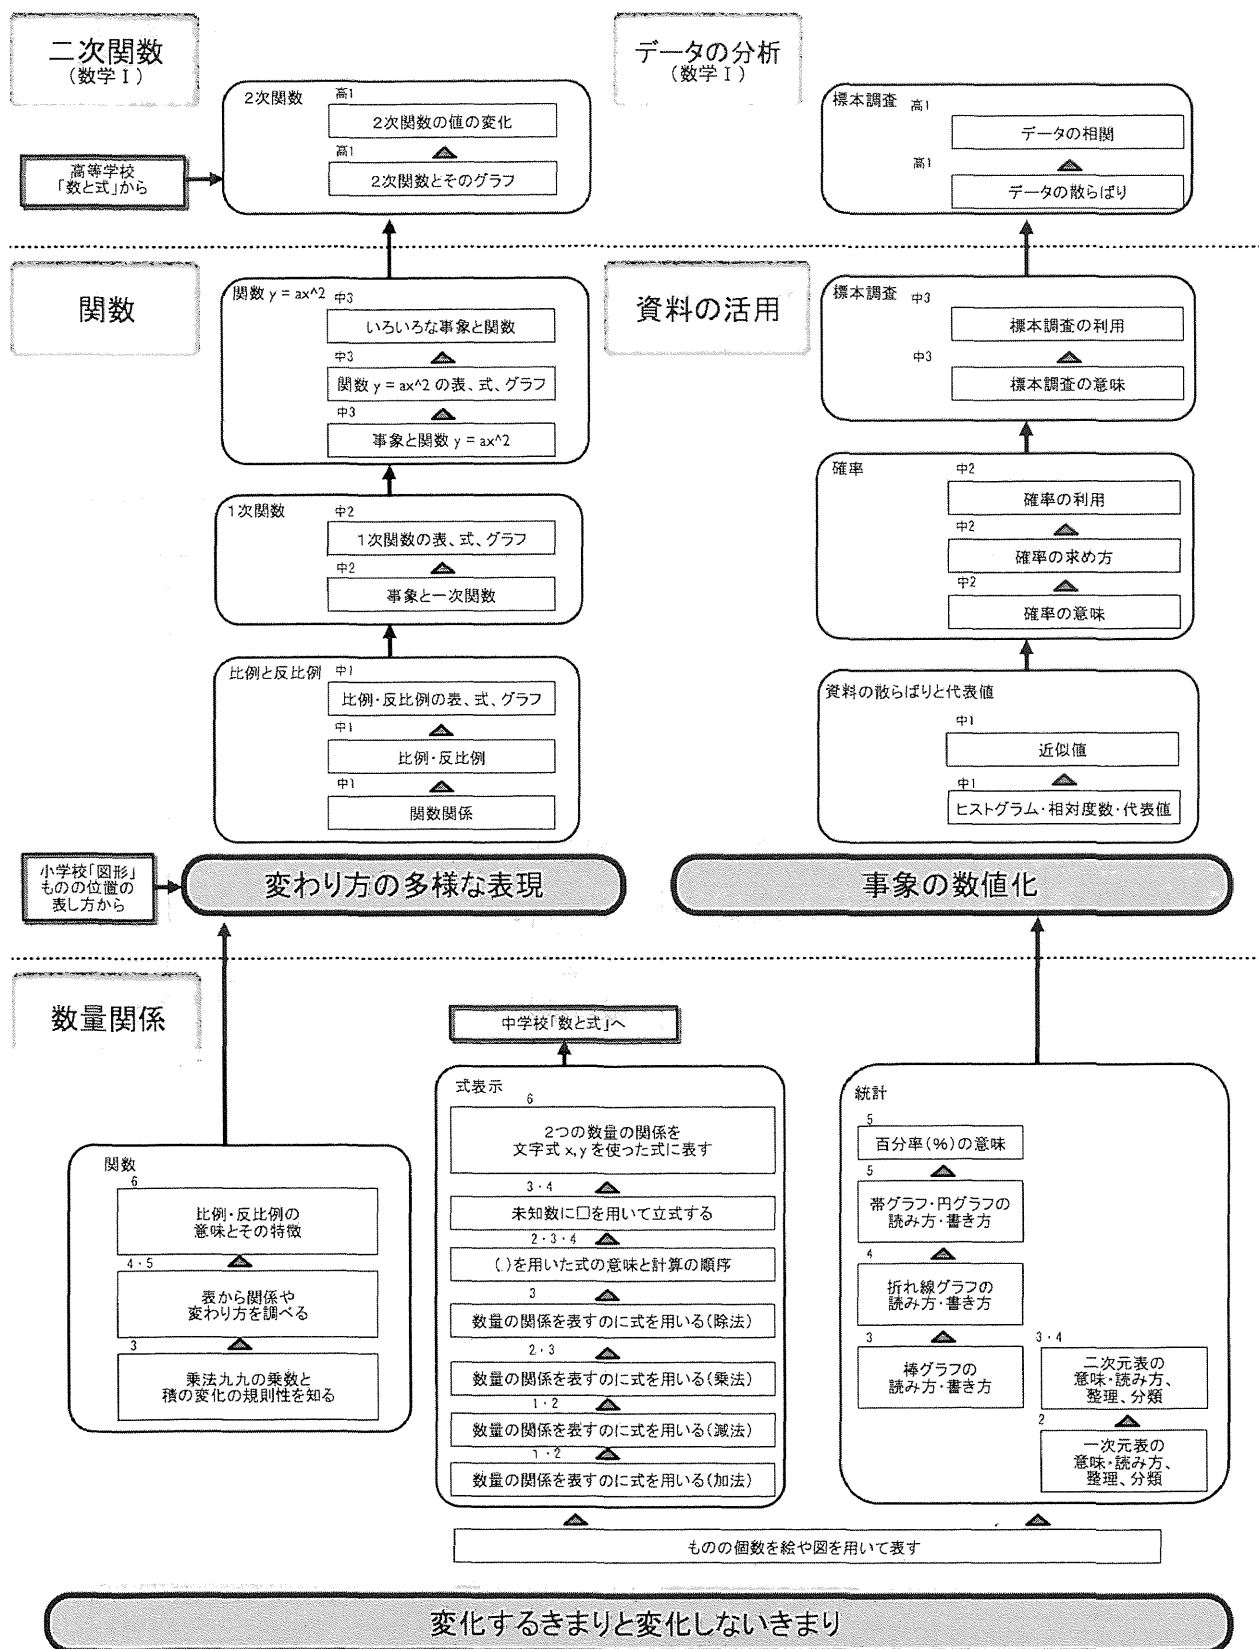 二次関数
(数学Ⅰ)
2次関数
高1
2次関数の値の変化
高1
2次関数とそのグラフ
高等学校
「数と式」から
データの分析
(数学Ⅰ)
標本調査
高1
データの相関
高1
データの散らばり
関数
関数 y = ax^2
中3
いろいろな事象と関数
中3
関数 y = ax^2 の表、式、グラフ
中3
事象と関数 y = ax^2
1次関数
中2
1次関数の表、式、グラフ
中2
事象と一次関数
比例と反比例
中1
比例・反比例の表、式、グラフ
中1
比例・反比例
中1
関数関係
資料の活用
標本調査
中3
標本調査の利用
中3
標本調査の意味
確率
中2
確率の利用
中2
確率の求め方
中2
確率の意味
資料の散らばりと代表値
中1
近似値
中1
ヒストグラム・相対度数・代表値
小学校「図形」
ものの位置の
表し方から
変わり方の多様な表現
事象の数値化
数量関係
関数
6
比例・反比例の
意味とその特徴
4・5
表から関係や
変わり方を調べる
3
乗法九九の乗数と
積の変化の規則性を知る
中学校「数と式」へ
式表示
6
2つの数量の関係を
文字式 x, y を使った式に表す
3・4
未知数に□を用いて立式する
2・3・4
( )を用いた式の意味と計算の順序
3
数量の関係を表すのに式を用いる(除法)
2・3
数量の関係を表すのに式を用いる(乗法)
1・2
数量の関係を表すのに式を用いる(減法)
1・2
数量の関係を表すのに式を用いる(加法)
統計
5
百分率(%)の意味
5
帯グラフ・円グラフの
読み方・書き方
4
折れ線グラフの
読み方・書き方
3
棒グラフの
読み方・書き方
3・4
二次元表の
意味・読み方、
整理、分類
2
一次元表の
意味・読み方、
整理、分類
ものの個数を絵や図を用いて表す
変化するきまりと変化しないきまり